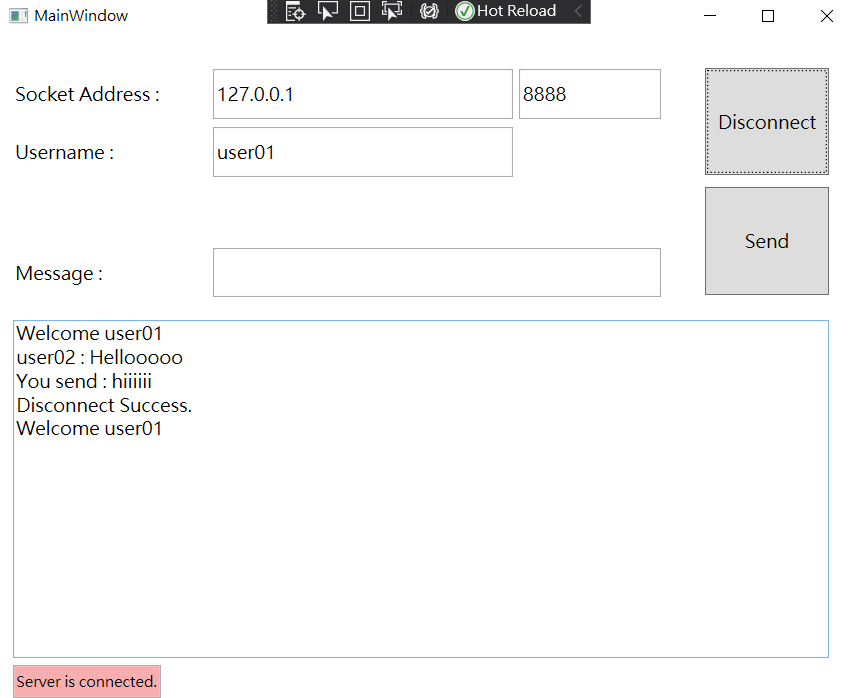 MainWindow
Hot Reload
Socket Address :
127.0.0.1
8888
Disconnect
Username :
user01
Send
Message :
Welcome user01
user02 : Hellooooo
You send : hiiiiii
Disconnect Success.
Welcome user01
Server is connected.